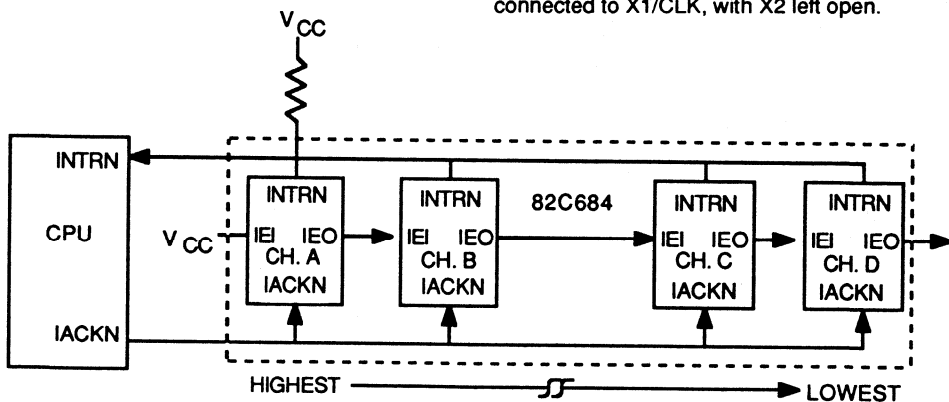 connected to X1/CLK, with X2 left open.
VCC
INTRN
CPU
IACKN
VCC
INTRN
IEI IEO
CH. A
IACKN
INTRN
IEI IEO
CH. B
IACKN
82C684
INTRN
IEI IEO
CH. C
IACKN
INTRN
IEI IEO
CH. D
IACKN
HIGHEST
LOWEST